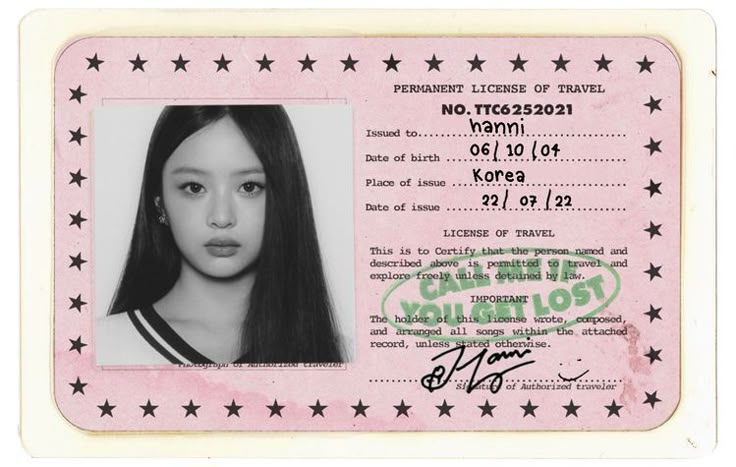 PERMANENT LICENSE OF TRAVEL
NO. TTC6252021
Issued to hanni
Date of birth 06/10/04
Place of issue Korea
Date of issue 22/07/22
LICENSE OF TRAVEL
This is to Certify that the person named and
described above is permitted to travel and
explore freely unless detained by law.
CALL ME IF
YOU GET LOST
IMPORTANT
The holder of this license wrote, composed,
and arranged all songs within the attached
record, unless stated otherwise.
Hanni
Signature of Authorized traveler
Photograph of Authorized traveler